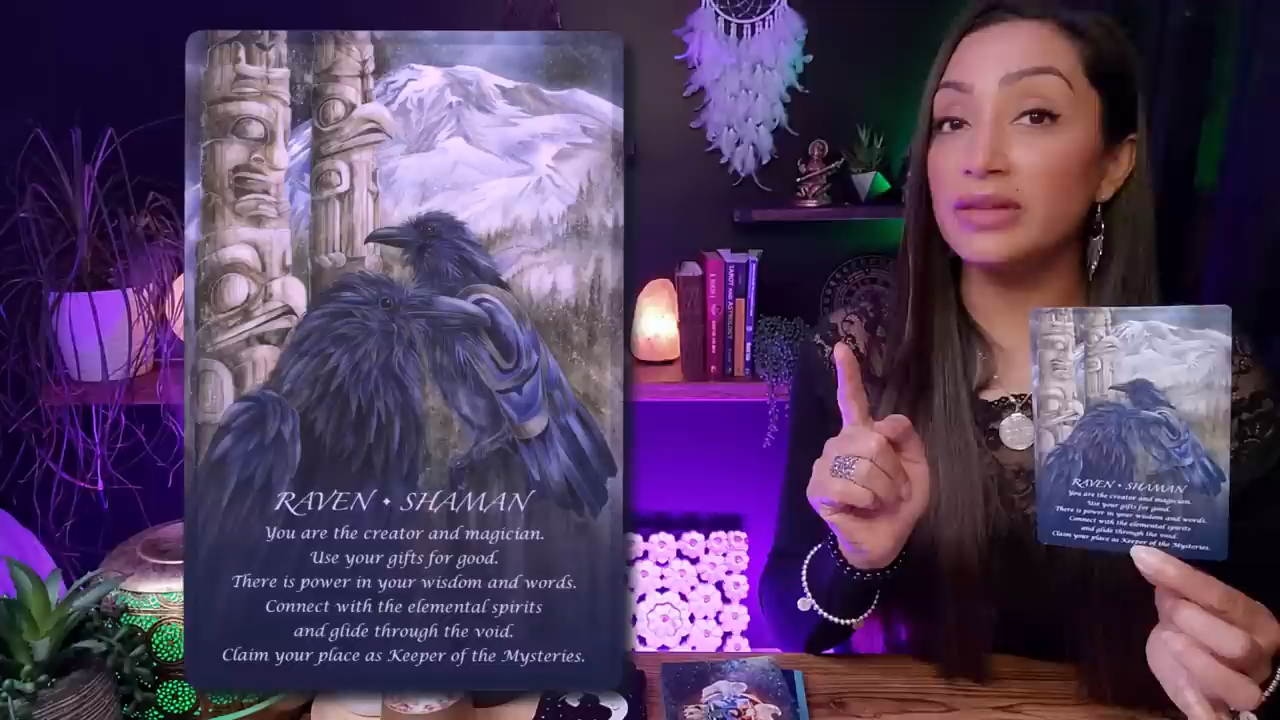 RAVEN • SHAMAN
You are the creator and magician.
Use your gifts for good.
There is power in your wisdom and words.
Connect with the elemental spirits
and glide through the void.
Claim your place as Keeper of the Mysteries.
TAROT AND ASTROLOGY
RAVEN • SHAMAN
You are the creator and magician.
Use your gifts for good.
There is power in your wisdom and words.
Connect with the elemental spirits
and glide through the void.
Claim your place as Keeper of the Mysteries.